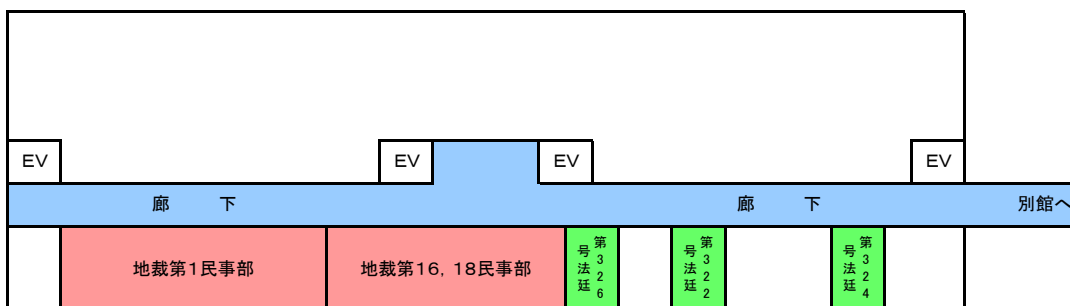 EV
EV
EV
EV
廊　下
廊　下
別館へ
地裁第1民事部
地裁第16, 18民事部
第326
号法廷
第322
号法廷
第324
号法廷